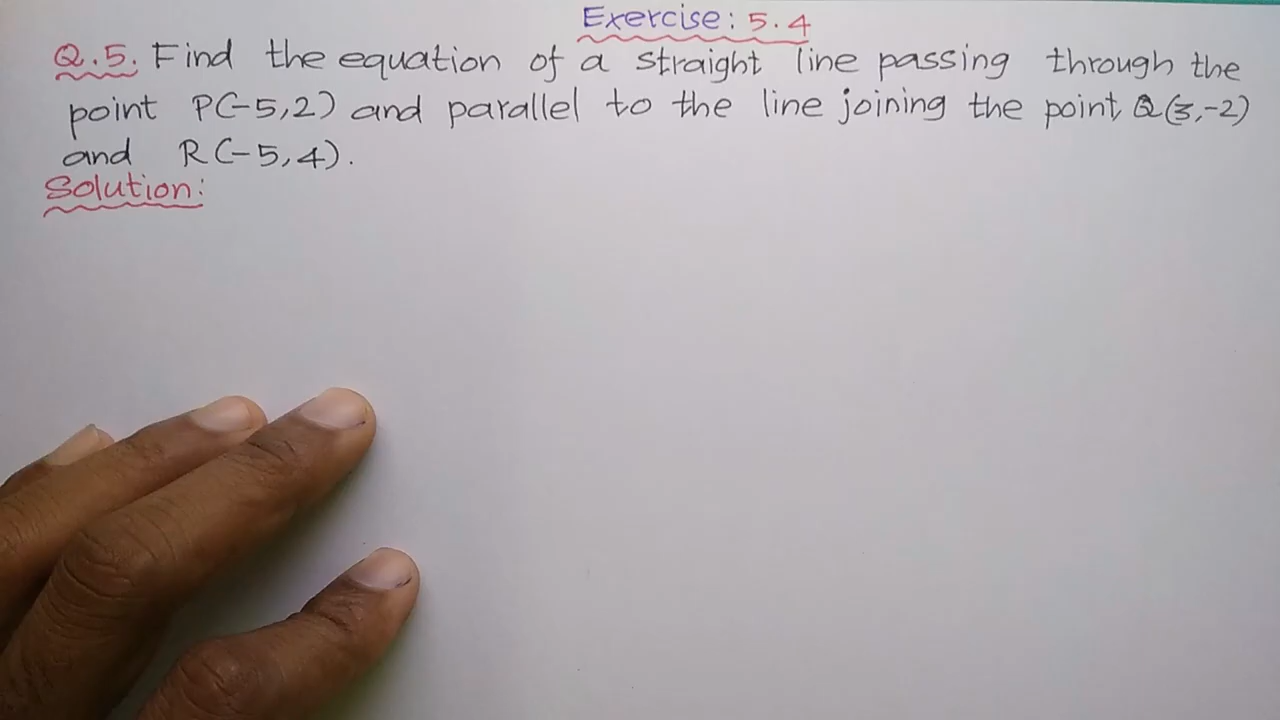 Exercise: 5.4
Q.5. Find the equation of a straight line passing through the
point P(-5,2) and parallel to the line joining the point, Q(3,-2)
and R(-5,4).
Solution: